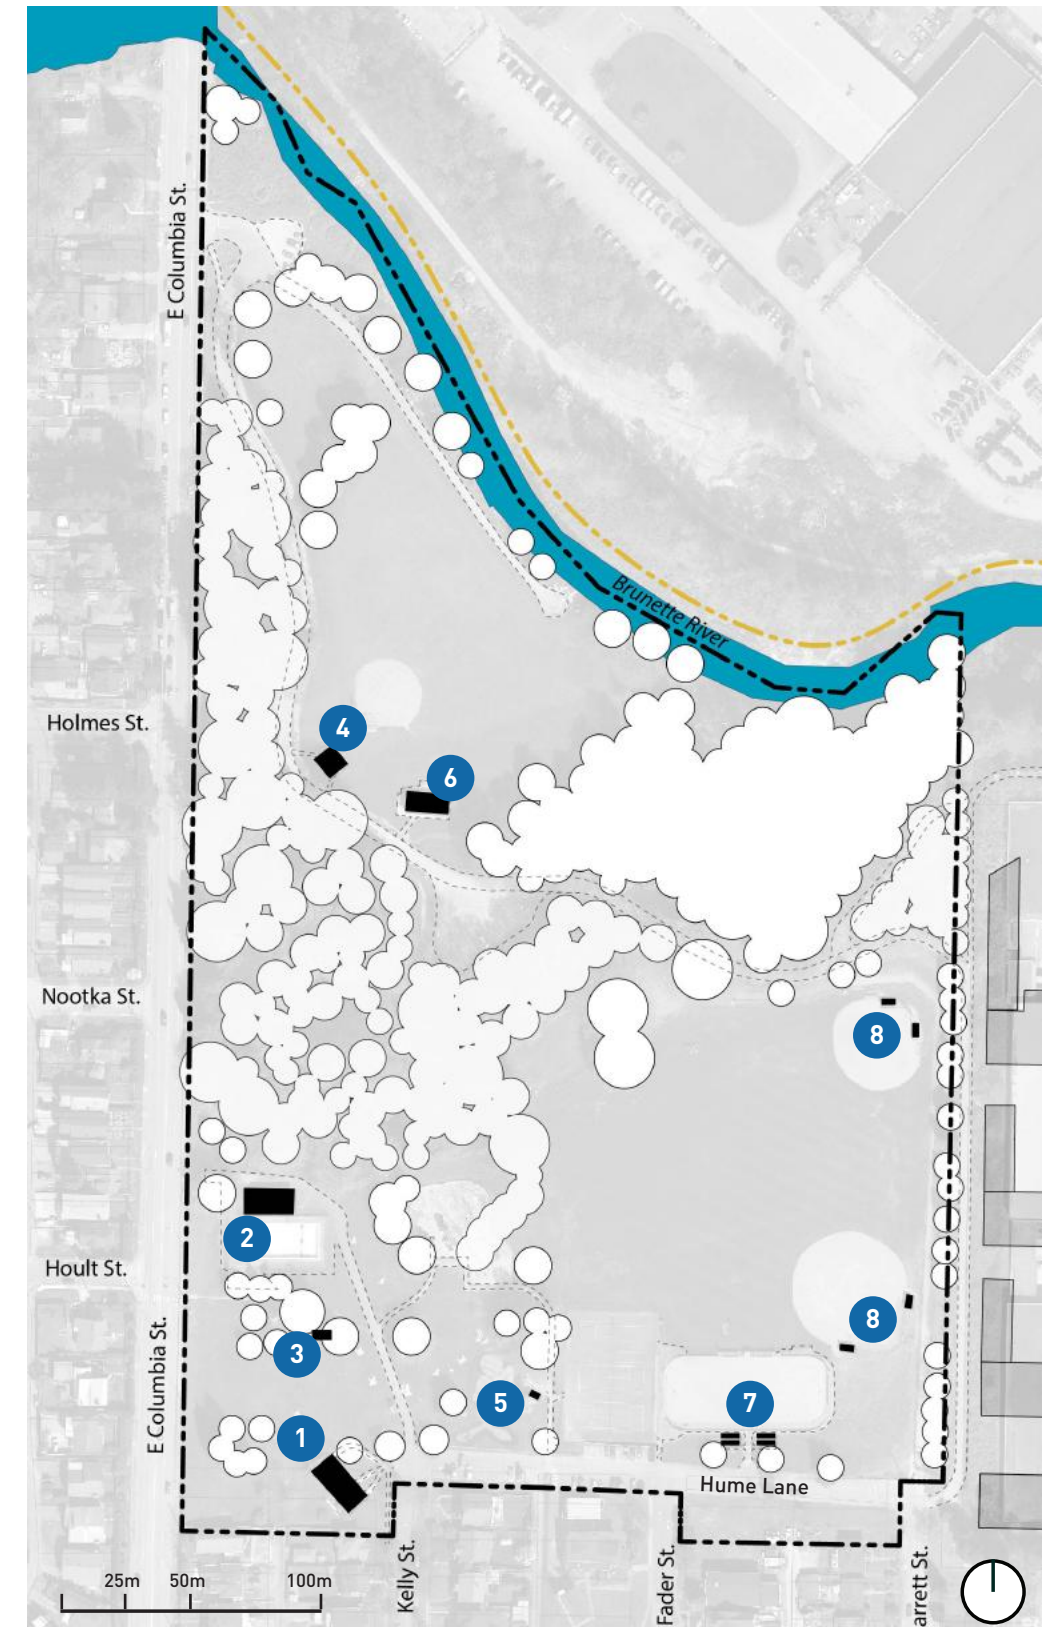 E Columbia St.
Brunette River
Holmes St.
4
6
Nootka St.
8
2
Hoult St.
8
3
E Columbia St.
5
7
1
Hume Lane
Kelly St.
Fader St.
arrett St.
25m 50m 100m